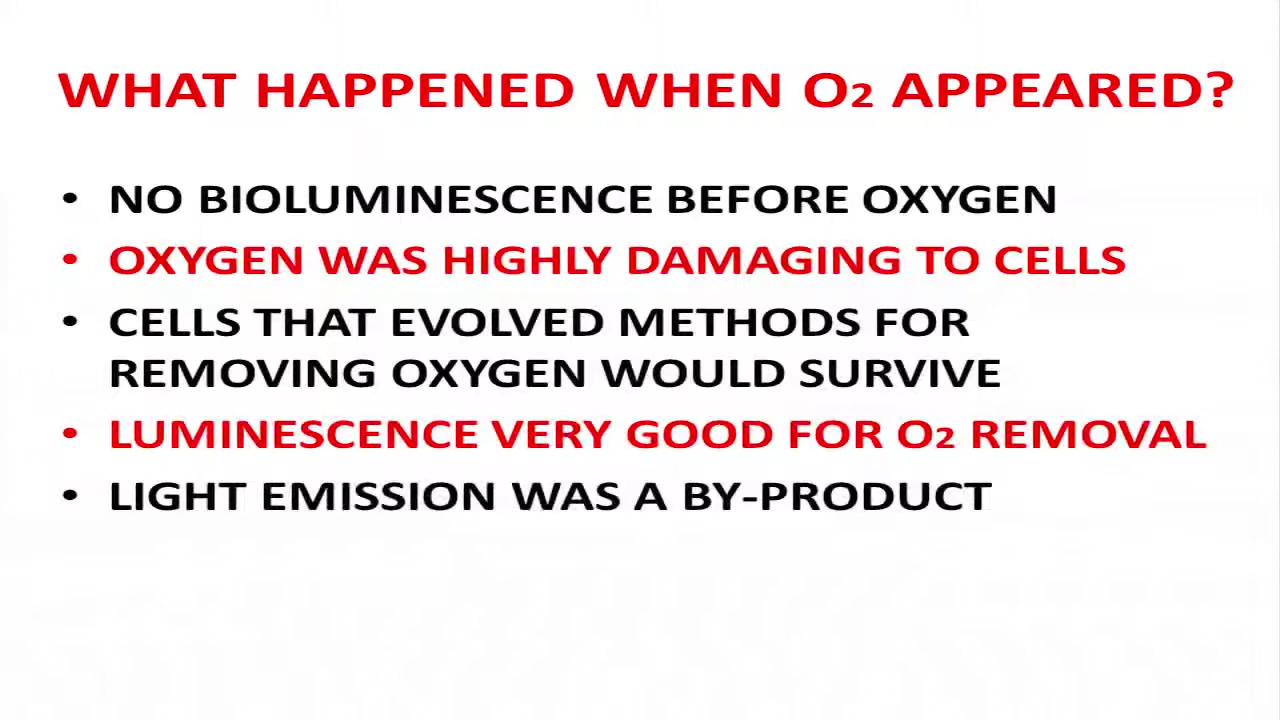 WHAT HAPPENED WHEN O2 APPEARED?
• NO BIOLUMINESCENCE BEFORE OXYGEN
• OXYGEN WAS HIGHLY DAMAGING TO CELLS
• CELLS THAT EVOLVED METHODS FOR
REMOVING OXYGEN WOULD SURVIVE
• LUMINESCENCE VERY GOOD FOR O2 REMOVAL
• LIGHT EMISSION WAS A BY-PRODUCT